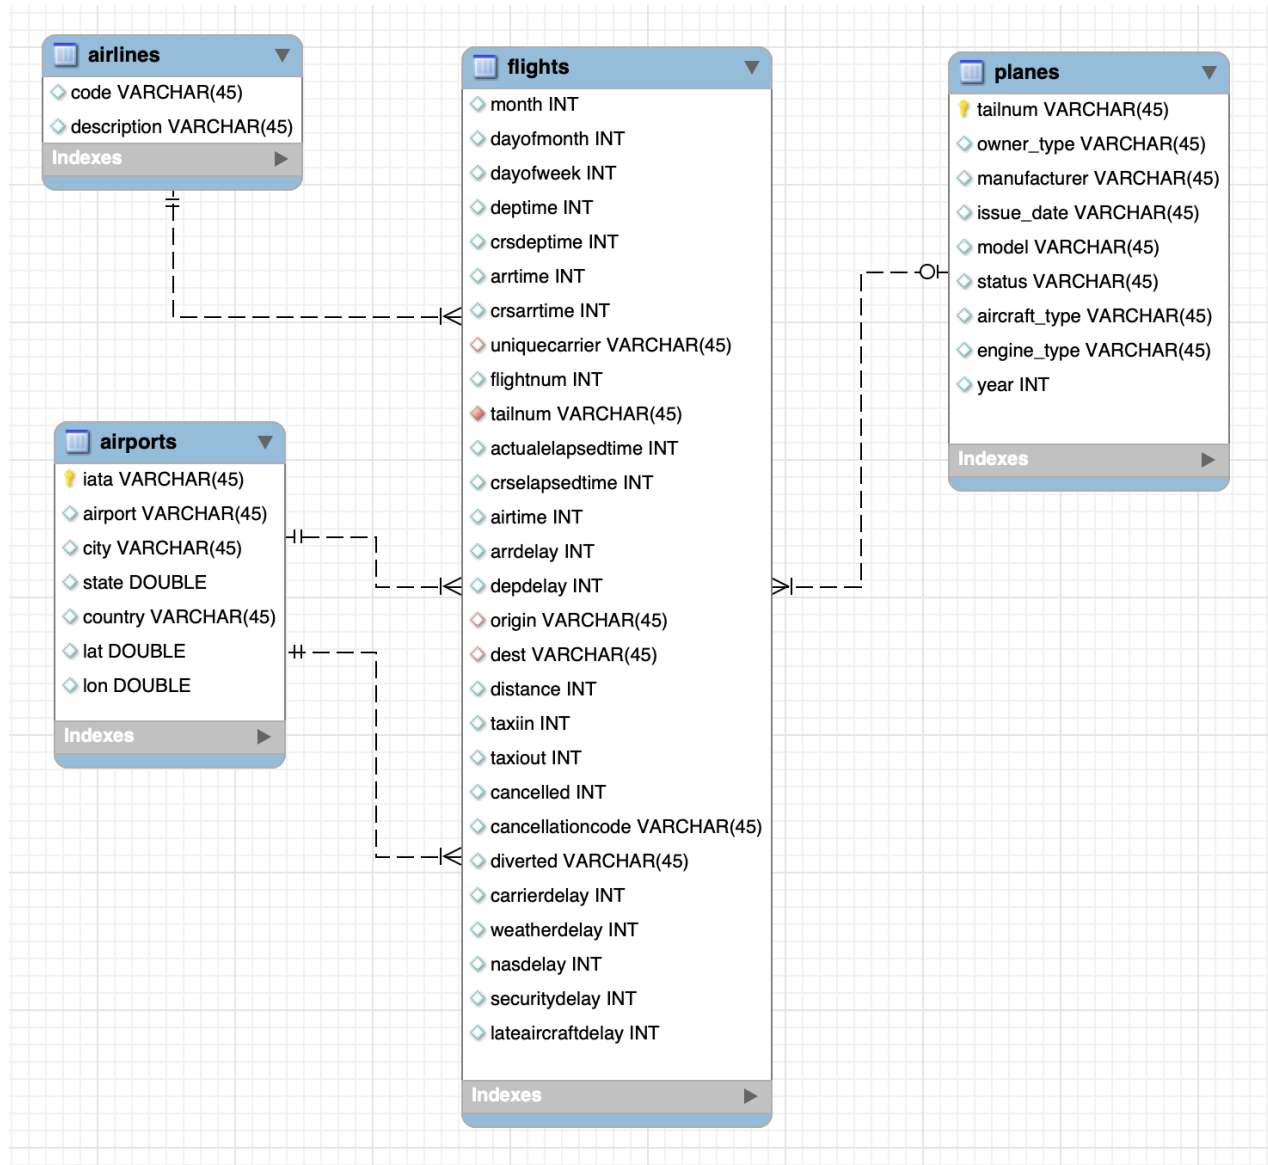 airlines
code VARCHAR(45)
description VARCHAR(45)
Indexes
airports
iata VARCHAR(45)
airport VARCHAR(45)
city VARCHAR(45)
state DOUBLE
country VARCHAR(45)
lat DOUBLE
lon DOUBLE
Indexes
flights
month INT
dayofmonth INT
dayofweek INT
deptime INT
crsdeptime INT
arrtime INT
crsarrtime INT
uniquecarrier VARCHAR(45)
flightnum INT
tailnum VARCHAR(45)
actualelapsedtime INT
crselapsedtime INT
airtime INT
arrdelay INT
depdelay INT
origin VARCHAR(45)
dest VARCHAR(45)
distance INT
taxiin INT
taxiout INT
cancelled INT
cancellationcode VARCHAR(45)
diverted VARCHAR(45)
carrierdelay INT
weatherdelay INT
nasdelay INT
securitydelay INT
lateaircraftdelay INT
Indexes
planes
tailnum VARCHAR(45)
owner_type VARCHAR(45)
manufacturer VARCHAR(45)
issue_date VARCHAR(45)
model VARCHAR(45)
status VARCHAR(45)
aircraft_type VARCHAR(45)
engine_type VARCHAR(45)
year INT
Indexes